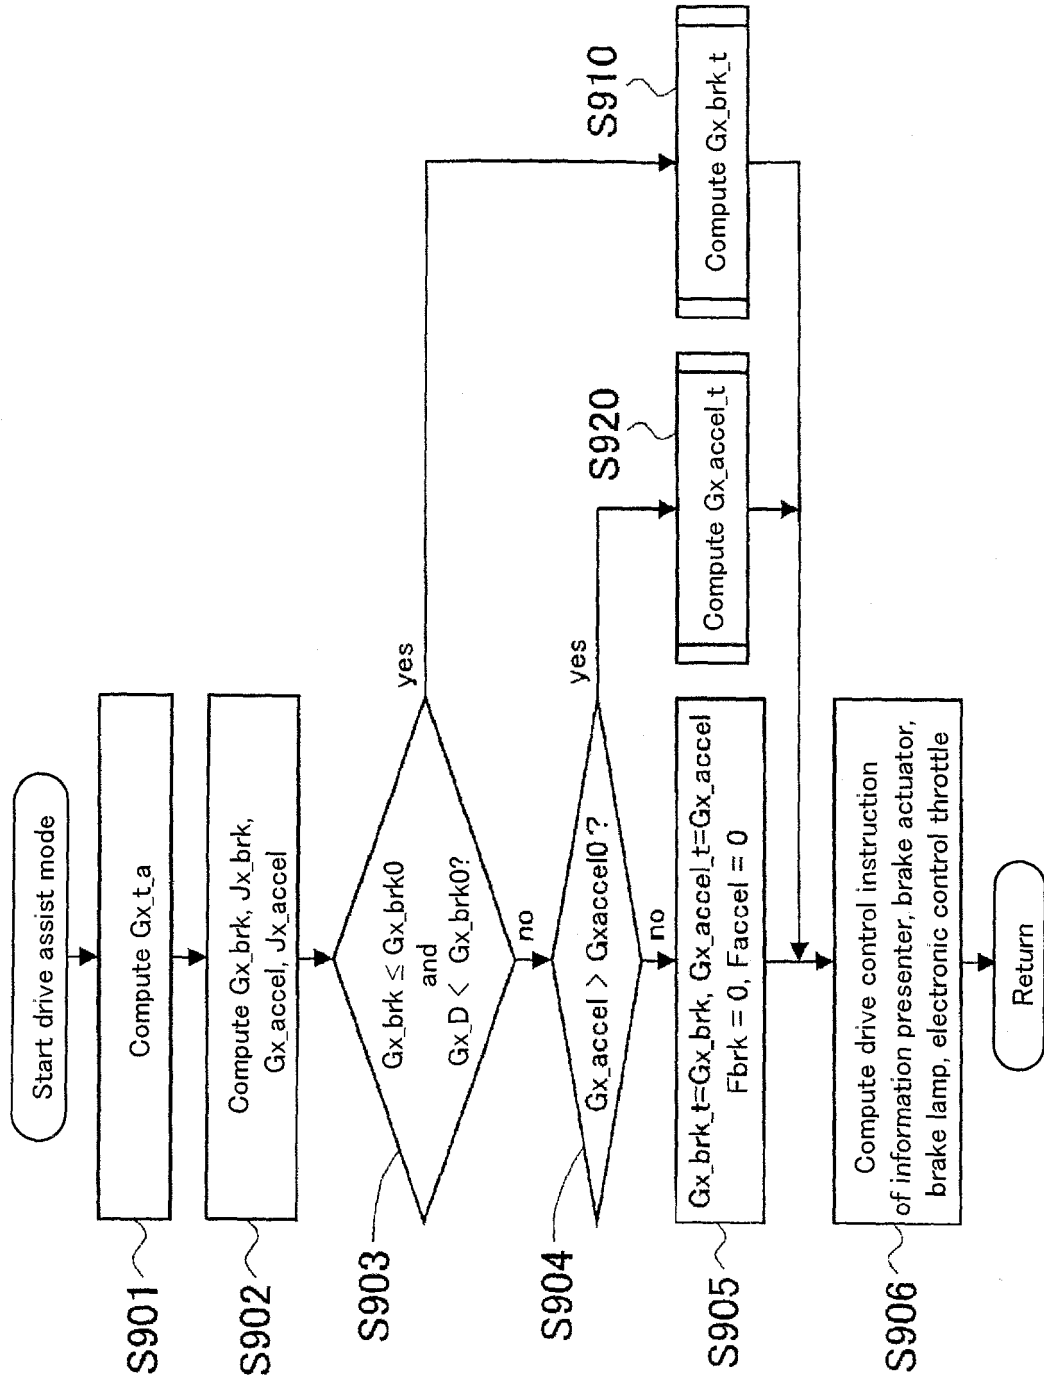 Start drive assist mode
S901
Compute Gx_t_a
S902
Compute Gx_brk, Jx_brk,
Gx_accel, Jx_accel
S903
Gx_brk ≤ Gx_brk0
and
Gx_D < Gx_brk0?
yes
no
S904
Gx_accel > Gxaccel0 ?
yes
no
S905
Gx_brk_t=Gx_brk, Gx_accel_t=Gx_accel
Fbrk = 0, Faccel = 0
S920
Compute Gx_accel_t
S910
Compute Gx_brk_t
S906
Compute drive control instruction
of information presenter, brake actuator,
brake lamp, electronic control throttle
Return